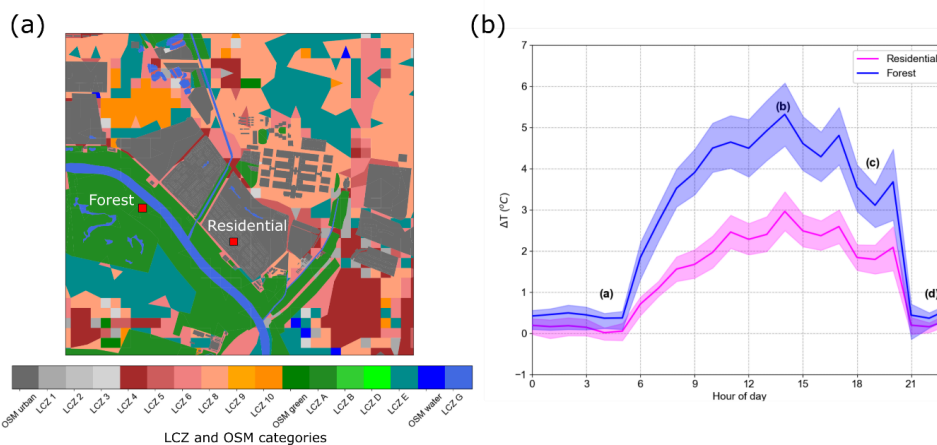 (a)
Forest
Residential
OSM urban
LCZ 1
LCZ 2
LCZ 3
LCZ 4
LCZ 5
LCZ 6
LCZ 8
LCZ 9
LCZ 10
OSM green
LCZ A
LCZ B
LCZ D
LCZ E
OSM water
LCZ G
LCZ and OSM categories
(b)
Residential
Forest
7
6
5
4
3
2
1
0
−1
ΔT (°C)
(a)
(b)
(c)
(d)
0
3
6
9
12
15
18
21
Hour of day